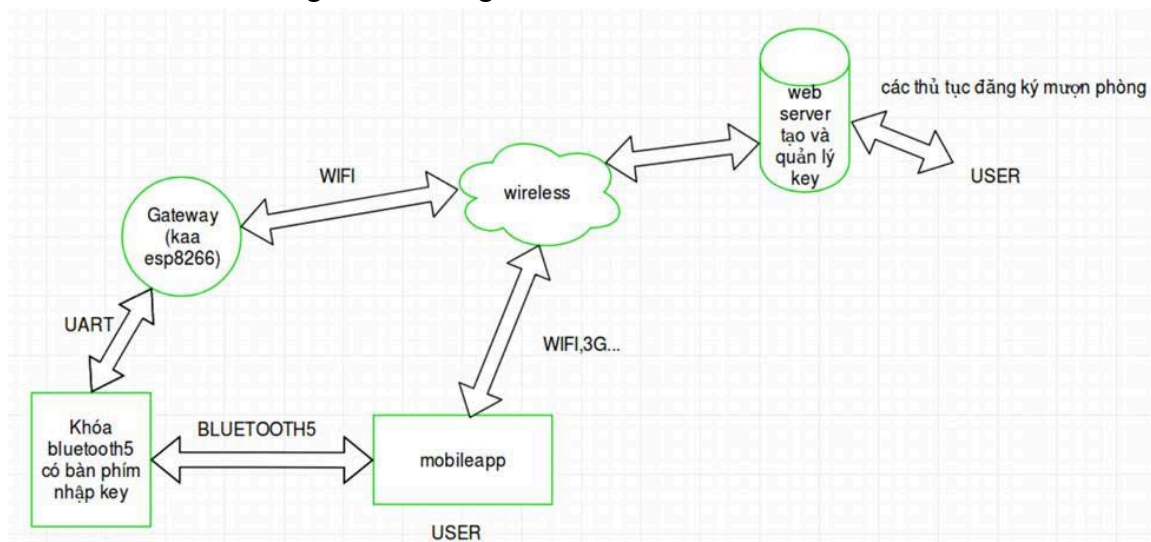 các thủ tục đăng ký mượn phòng
web
server
tạo và
quản lý
key
USER
WIFI
wireless
Gateway
(kaa
esp8266)
UART
WIFI,3G...
Khóa
bluetooth5
có bàn phím
nhập key
BLUETOOTH5
mobileapp
USER